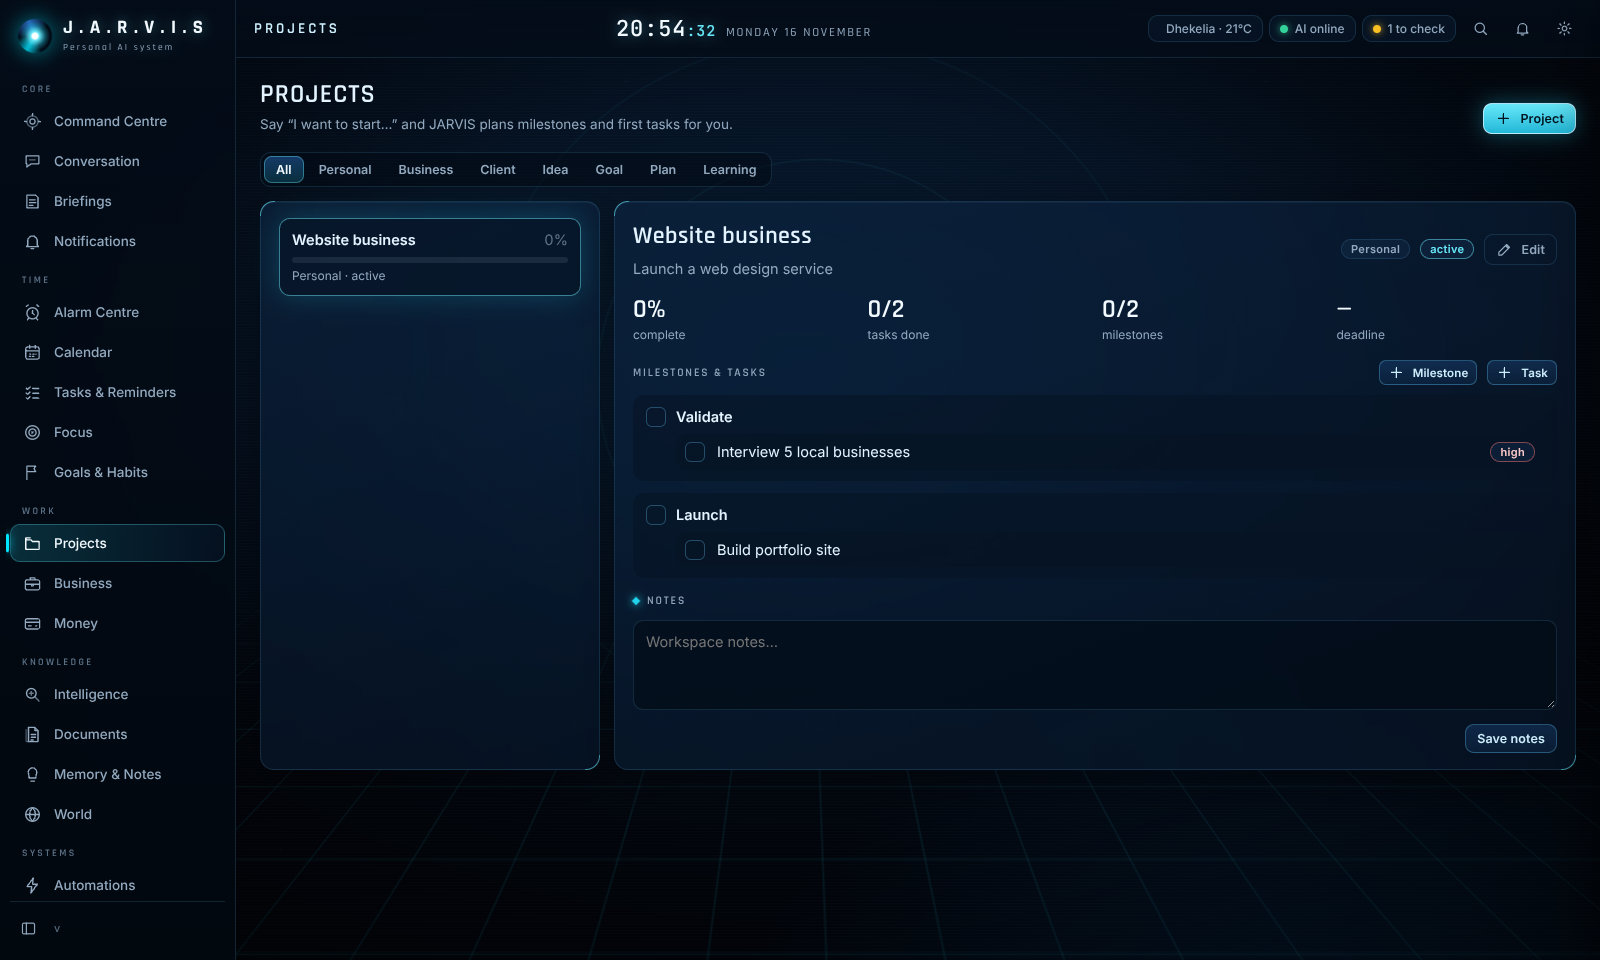 J.A.R.V.I.S
Personal AI system
CORE
Command Centre
Conversation
Briefings
Notifications
TIME
Alarm Centre
Calendar
Tasks & Reminders
Focus
Goals & Habits
WORK
Projects
Business
Money
KNOWLEDGE
Intelligence
Documents
Memory & Notes
World
SYSTEMS
Automations
v
PROJECTS
20:54:32 MONDAY 16 NOVEMBER
Dhekelia · 21°C
AI online
1 to check
PROJECTS
Say “I want to start…” and JARVIS plans milestones and first tasks for you.
Project
All Personal Business Client Idea Goal Plan Learning
Website business 0%
Personal · active
Website business
Launch a web design service
Personal active Edit
0% 0/2 0/2 —
complete tasks done milestones deadline
MILESTONES & TASKS
Milestone Task
Validate
Interview 5 local businesses high
Launch
Build portfolio site
NOTES
Workspace notes…
Save notes